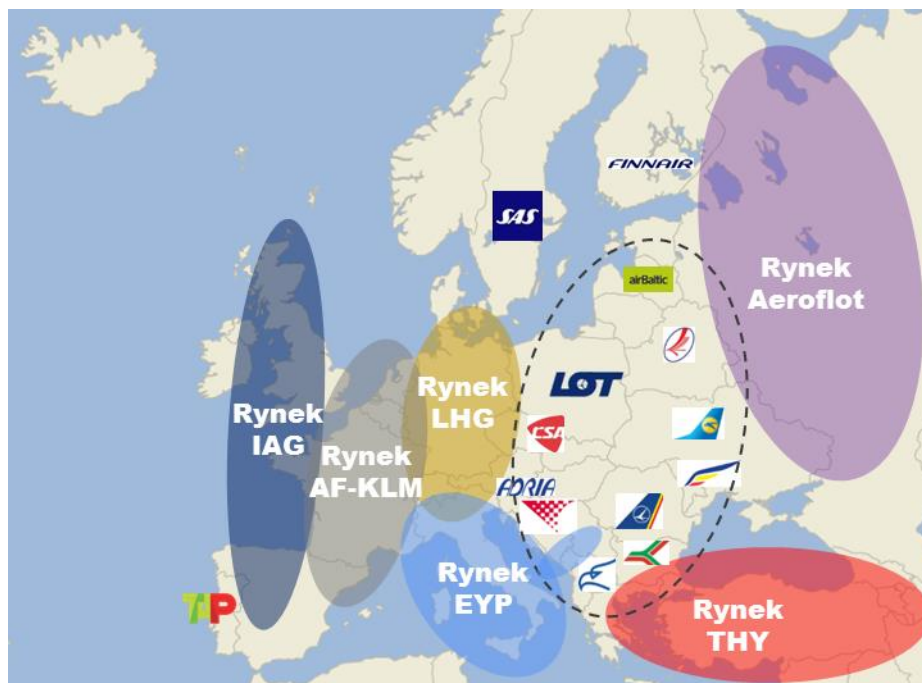 FINNAIR
SAS
Rynek
Aeroflot
airBaltic
LOT
Rynek
LHG
Rynek
IAG
CSA
Rynek
AF-KLM
ADRIA
Rynek
EYP
TAP
Rynek
THY